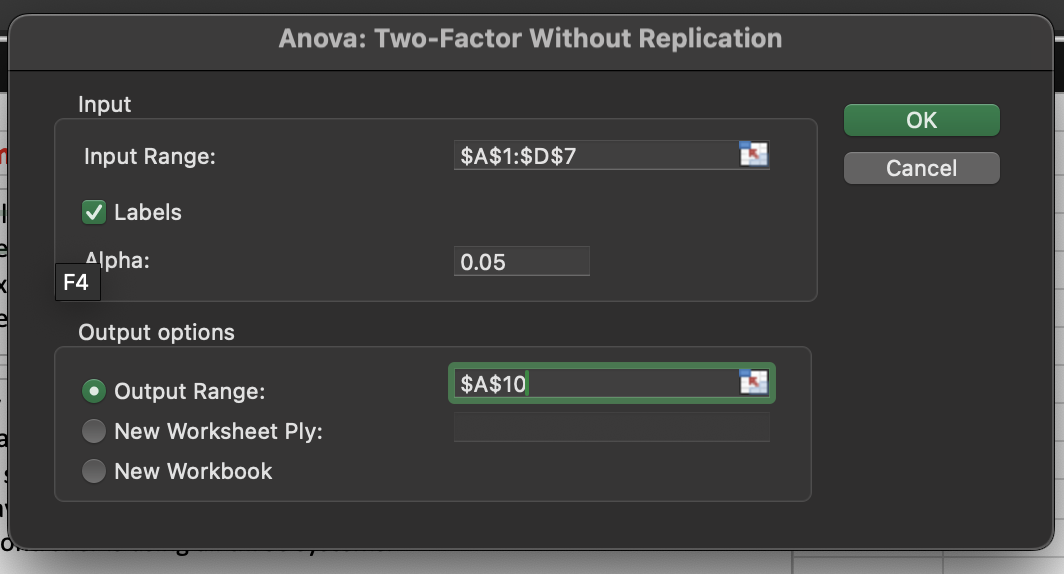 Anova: Two-Factor Without Replication
Input
Input Range: $A$1:$D$7
Labels
Alpha: 0.05
F4
Output options
Output Range: $A$10
New Worksheet Ply:
New Workbook
OK
Cancel